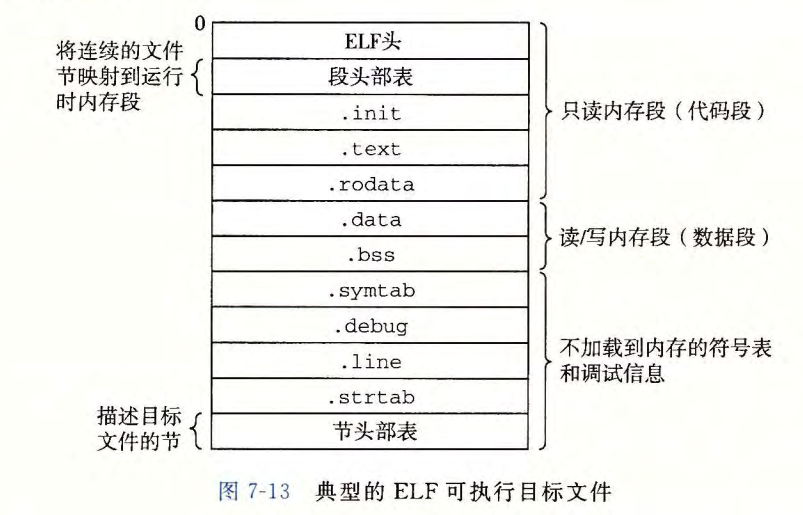 0
将连续的文件
节映射到运行
时内存段
ELF头
段头部表
.init
.text
.rodata
.data
.bss
.symtab
.debug
.line
.strtab
节头部表
只读内存段（代码段）
读/写内存段（数据段）
不加载到内存的符号表
和调试信息
描述目标
文件的节
图 7-13 典型的 ELF 可执行目标文件